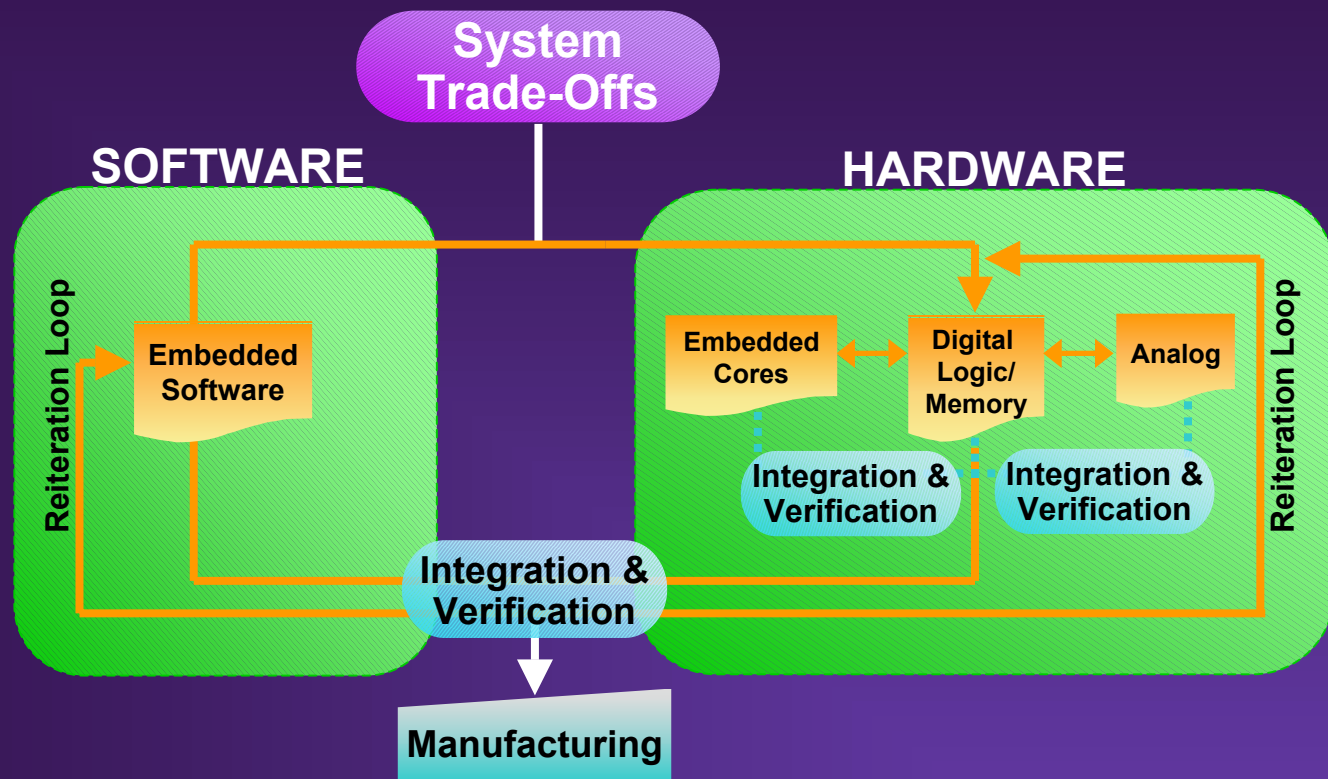 System
Trade-Offs
SOFTWARE
HARDWARE
Reiteration Loop
Embedded
Software
Embedded
Cores
Digital
Logic/
Memory
Analog
Reiteration Loop
Integration &
Verification
Integration &
Verification
Integration &
Verification
Manufacturing